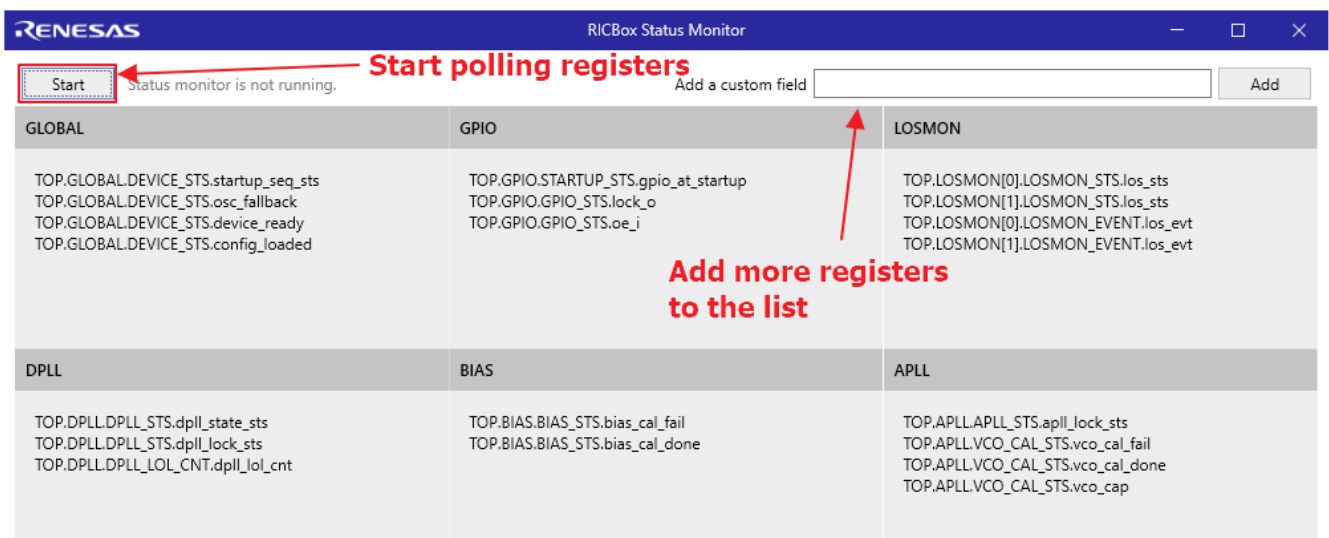 RENESAS
RICBox Status Monitor
Start polling registers
Start
Status monitor is not running.
Add a custom field
Add
GLOBAL
GPIO
LOSMON
TOP.GLOBAL.DEVICE_STS.startup_seq_sts
TOP.GLOBAL.DEVICE_STS.osc_fallback
TOP.GLOBAL.DEVICE_STS.device_ready
TOP.GLOBAL.DEVICE_STS.config_loaded
TOP.GPIO.STARTUP_STS.gpio_at_startup
TOP.GPIO.GPIO_STS.lock_o
TOP.GPIO.GPIO_STS.oe_i
TOP.LOSMON[0].LOSMON_STS.los_sts
TOP.LOSMON[1].LOSMON_STS.los_sts
TOP.LOSMON[0].LOSMON_EVENT.los_evt
TOP.LOSMON[1].LOSMON_EVENT.los_evt
Add more registers
to the list
DPLL
BIAS
APLL
TOP.DPLL.DPLL_STS.dpll_state_sts
TOP.DPLL.DPLL_STS.dpll_lock_sts
TOP.DPLL.DPLL_LOL_CNT.dpll_lol_cnt
TOP.BIAS.BIAS_STS.bias_cal_fail
TOP.BIAS.BIAS_STS.bias_cal_done
TOP.APLL.APLL_STS.apll_lock_sts
TOP.APLL.VCO_CAL_STS.vco_cal_fail
TOP.APLL.VCO_CAL_STS.vco_cal_done
TOP.APLL.VCO_CAL_STS.vco_cap